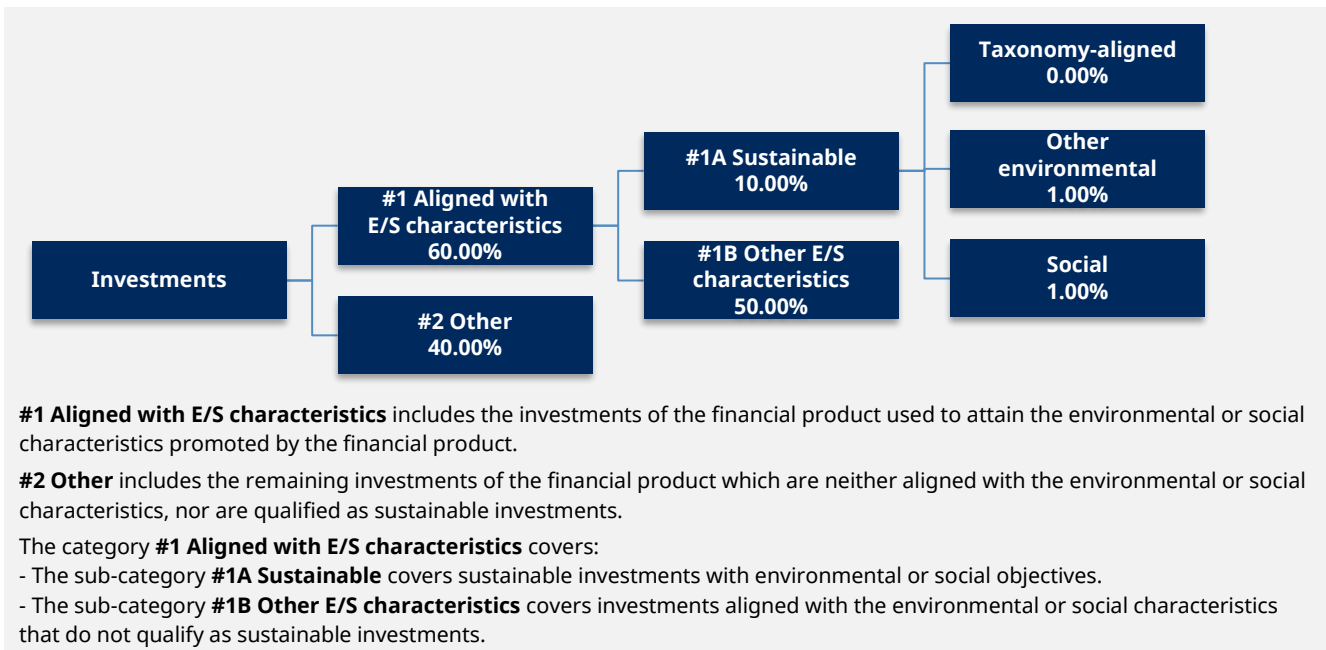 Taxonomy-aligned
0.00%
Other
environmental
1.00%
#1A Sustainable
10.00%
#1 Aligned with
E/S characteristics
60.00%
#1B Other E/S
characteristics
50.00%
Social
1.00%
Investments
#2 Other
40.00%
#1 Aligned with E/S characteristics includes the investments of the financial product used to attain the environmental or social
characteristics promoted by the financial product.
#2 Other includes the remaining investments of the financial product which are neither aligned with the environmental or social
characteristics, nor are qualified as sustainable investments.
The category #1 Aligned with E/S characteristics covers:
- The sub-category #1A Sustainable covers sustainable investments with environmental or social objectives.
- The sub-category #1B Other E/S characteristics covers investments aligned with the environmental or social characteristics
that do not qualify as sustainable investments.